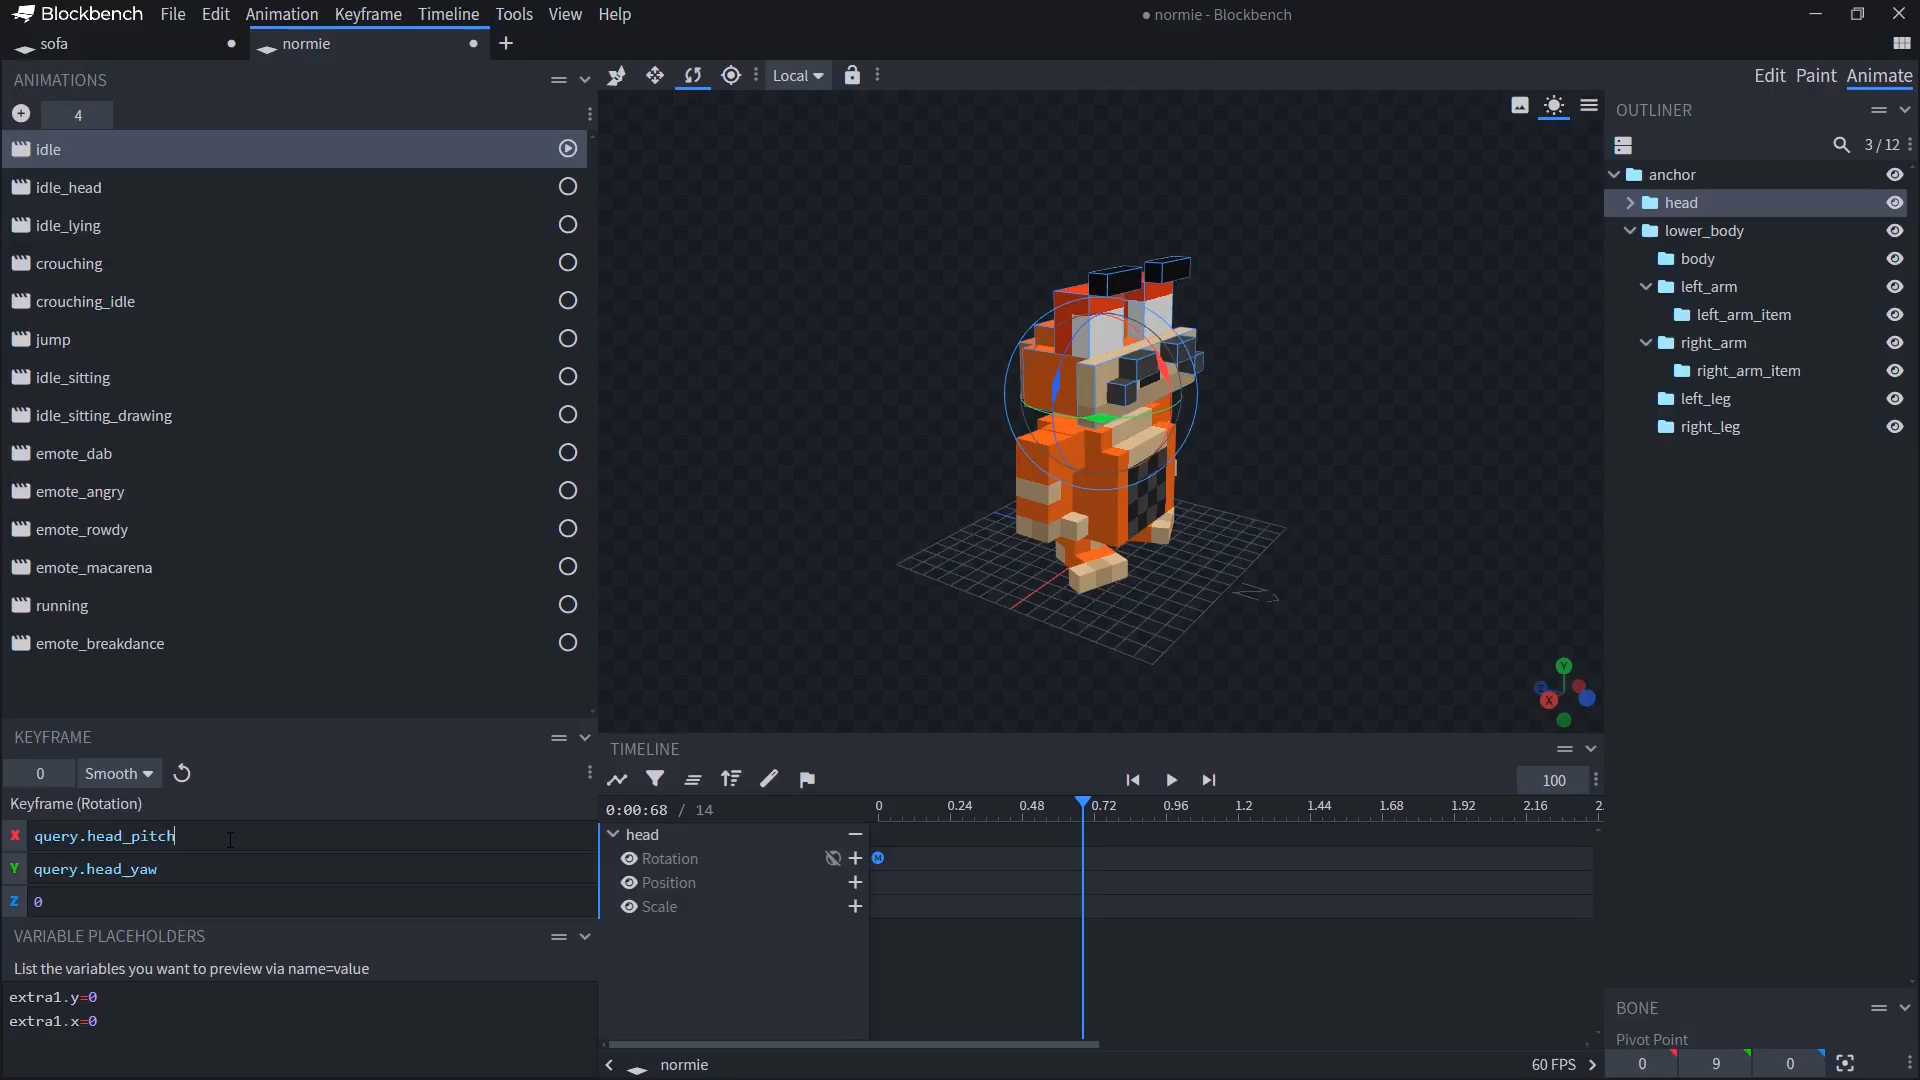 Blockbench File Edit Animation Keyframe Timeline Tools View Help
● normie - Blockbench
sofa
normie
ANIMATIONS
4
idle
idle_head
idle_lying
crouching
crouching_idle
jump
idle_sitting
idle_sitting_drawing
emote_dab
emote_angry
emote_rowdy
emote_macarena
running
emote_breakdance
KEYFRAME
0 Smooth
Keyframe (Rotation)
X query.head_pitch
Y query.head_yaw
Z 0
VARIABLE PLACEHOLDERS
List the variables you want to preview via name=value
extra1.y=0
extra1.x=0
Local
Y
X
TIMELINE
100
0:00:68 / 14
0 0.24 0.48 0.72 0.96 1.2 1.44 1.68 1.92 2.16 2.
head
Rotation
M
Position
Scale
normie
60 FPS
Edit Paint Animate
OUTLINER
3 / 12
anchor
head
lower_body
body
left_arm
left_arm_item
right_arm
right_arm_item
left_leg
right_leg
BONE
Pivot Point
0 9 0